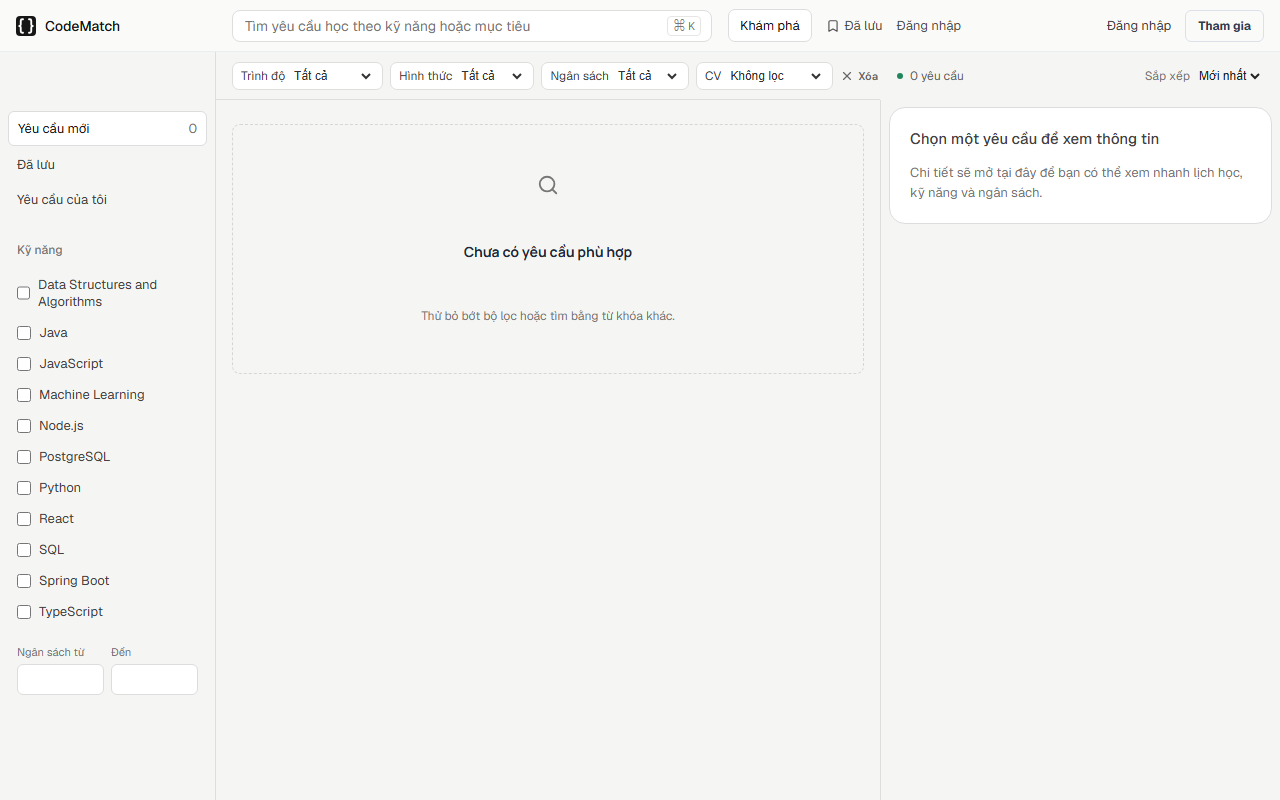 CodeMatch
Tìm yêu cầu học theo kỹ năng hoặc mục tiêu
⌘ K
Khám phá
Đã lưu
Đăng nhập
Đăng nhập
Tham gia
Trình độ Tất cả
Hình thức Tất cả
Ngân sách Tất cả
CV Không lọc
Xóa
0 yêu cầu
Sắp xếp Mới nhất
Yêu cầu mới 0
Đã lưu
Yêu cầu của tôi
Kỹ năng
Data Structures and
Algorithms
Java
JavaScript
Machine Learning
Node.js
PostgreSQL
Python
React
SQL
Spring Boot
TypeScript
Ngân sách từ
Đến
Chưa có yêu cầu phù hợp
Thử bỏ bớt bộ lọc hoặc tìm bằng từ khóa khác.
Chọn một yêu cầu để xem thông tin
Chi tiết sẽ mở tại đây để bạn có thể xem nhanh lịch học,
kỹ năng và ngân sách.